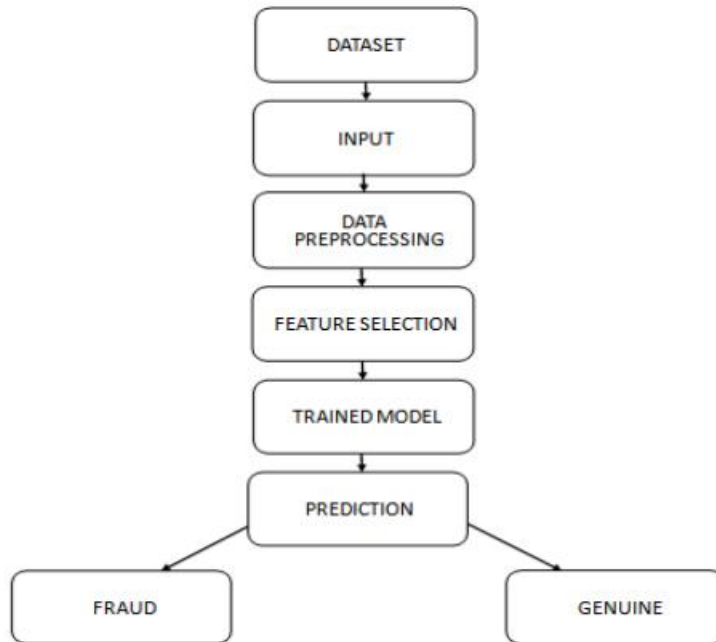 DATASET
INPUT
DATA
PREPROCESSING
FEATURE SELECTION
TRAINED MODEL
PREDICTION
FRAUD
GENUINE